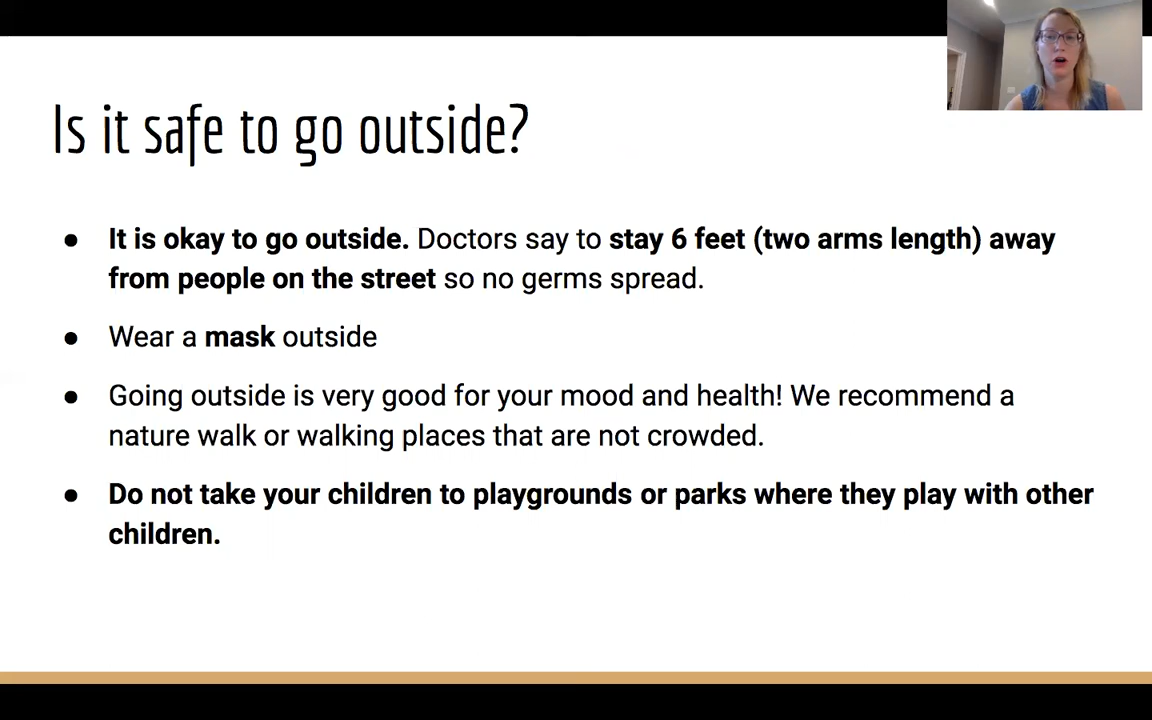 Is it safe to go outside?
● It is okay to go outside. Doctors say to stay 6 feet (two arms length) away
from people on the street so no germs spread.
● Wear a mask outside
● Going outside is very good for your mood and health! We recommend a
nature walk or walking places that are not crowded.
● Do not take your children to playgrounds or parks where they play with other
children.